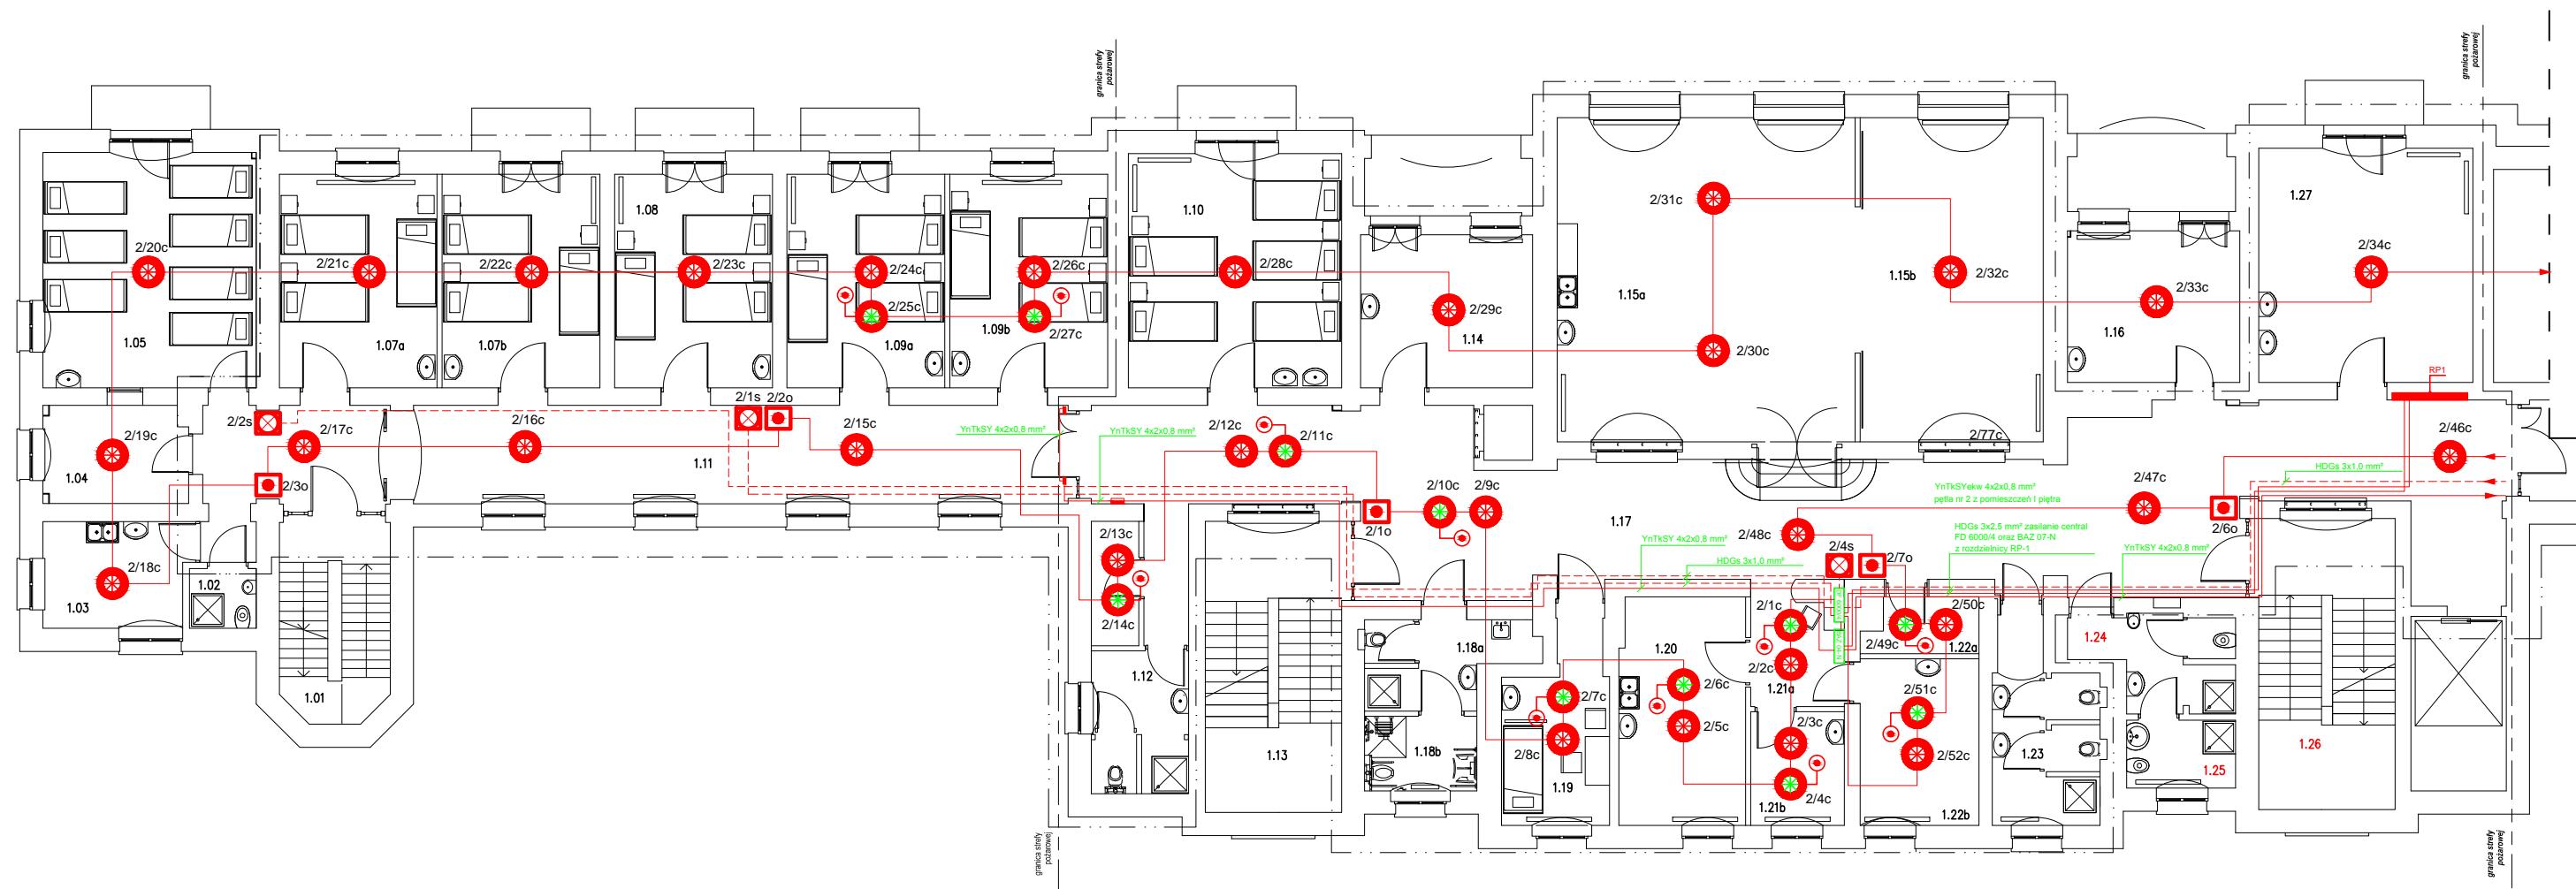 granica strefy
pożarowej
granica strefy
pożarowej
1.05
2/20c
2/21c
1.07a
2/22c
1.07b
1.08
2/23c
2/24c
2/25c
1.09a
2/26c
1.09b
2/27c
1.10
2/28c
2/29c
1.14
2/31c
1.15a
2/30c
1.15b
2/32c
2/77c
2/33c
1.16
1.27
2/34c
RP1
2/19c
1.04
2/2s
2/17c
2/3o
2/16c
2/1s
2/2o
2/15c
1.11
YnTkSY 4x2x0,8 mm²
YnTkSY 4x2x0,8 mm²
2/12c
2/11c
2/1o
2/10c
2/9c
1.17
2/46c
HDGs 3x1,0 mm²
YnTkSYekw 4x2x0,8 mm²
pętla nr 2 z pomieszczeń I piętra
2/47c
2/6o
2/48c
2/4s
2/7o
HDGs 3x2,5 mm² zasilanie central
FD 6000/4 oraz BAZ 07-N
z rozdzielnicy RP-1
YnTkSY 4x2x0,8 mm²
YnTkSY 4x2x0,8 mm²
HDGs 3x1,0 mm²
2/18c
1.03
1.02
1.01
2/13c
2/14c
1.12
1.13
1.18a
1.18b
2/7c
2/8c
1.19
1.20
2/6c
2/5c
2/1c
2/2c
1.21a
2/3c
2/4c
1.21b
2/50c
2/49c
1.22a
2/51c
2/52c
1.22b
1.23
1.24
1.25
1.26
granica strefy
pożarowej
granica strefy
pożarowej